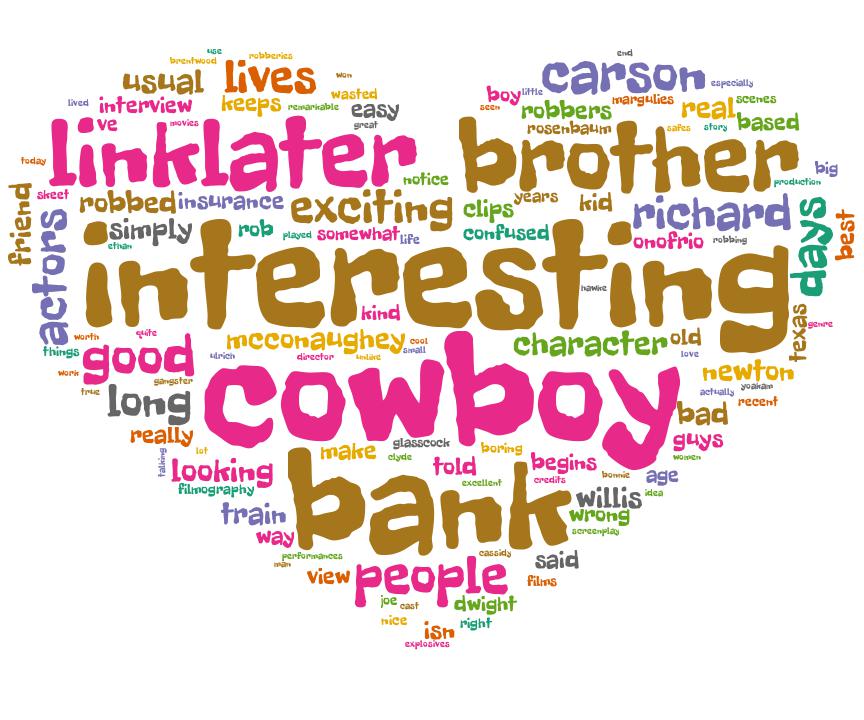 use
end
brentwood
robberies
usual
lives
won
carson
especially
lived
interview
keeps
remarkable
wasted
easy
great
boy
little
seen
robbers
margulies
real
scenes
ve
movies
linklater
brother
rosenbaum
safes
story
based
today
notice
production
big
friend
skeet
robbed
insurance
exciting
clips
years
kid
richard
days
best
actors
simply
ethan
rob
played
somewhat
life
confused
onofrio
robbing
interesting
hawke
kind
texas
genre
worth
quite
things
good
work
gangster
true
ulrich
mcconaughey
cool
small
director
unlike
character
old
love
newton
actually
yoakam
recent
long
cowboy
bad
really
lot
talking
looking
filmography
make
glasscock
clyde
boring
told
excellent
begins
credits
bonnie
guys
women
age
idea
train
bank
willis
wrong
screenplay
way
performances
man
cassidy
said
view
people
films
joe
cast
dwight
nice
isn
right
explosives